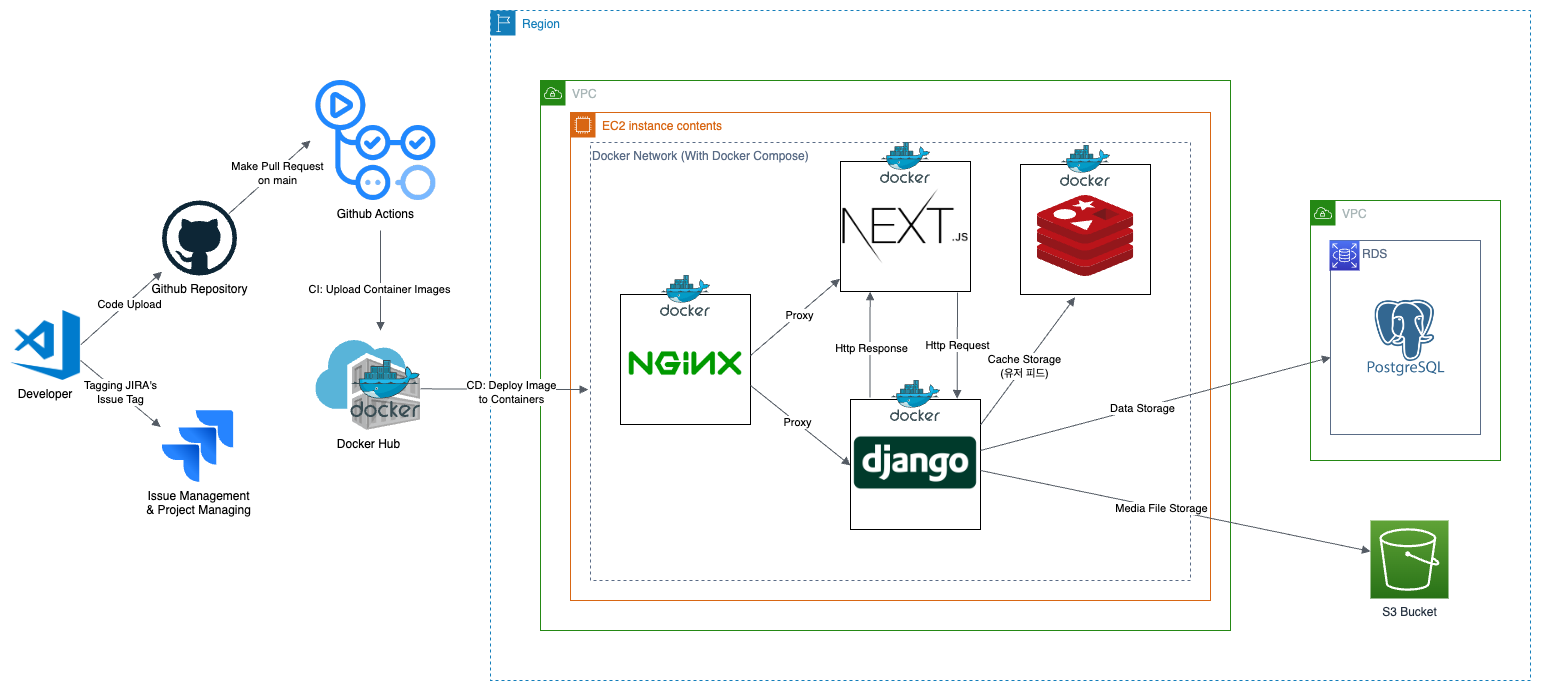 Region
VPC
EC2 instance contents
Docker Network (With Docker Compose)
Make Pull Request
on main
Github Actions
Github Repository
CI: Upload Container Images
Code Upload
Developer
Tagging JIRA's
Issue Tag
Issue Management
& Project Managing
docker
Docker Hub
CD: Deploy Image
to Containers
docker
NGINX
Proxy
Proxy
docker
NEXT.JS
docker
Http Response
Http Request
Cache Storage
(유저 피드)
docker
django
Data Storage
Media File Storage
VPC
RDS
PostgreSQL
S3 Bucket